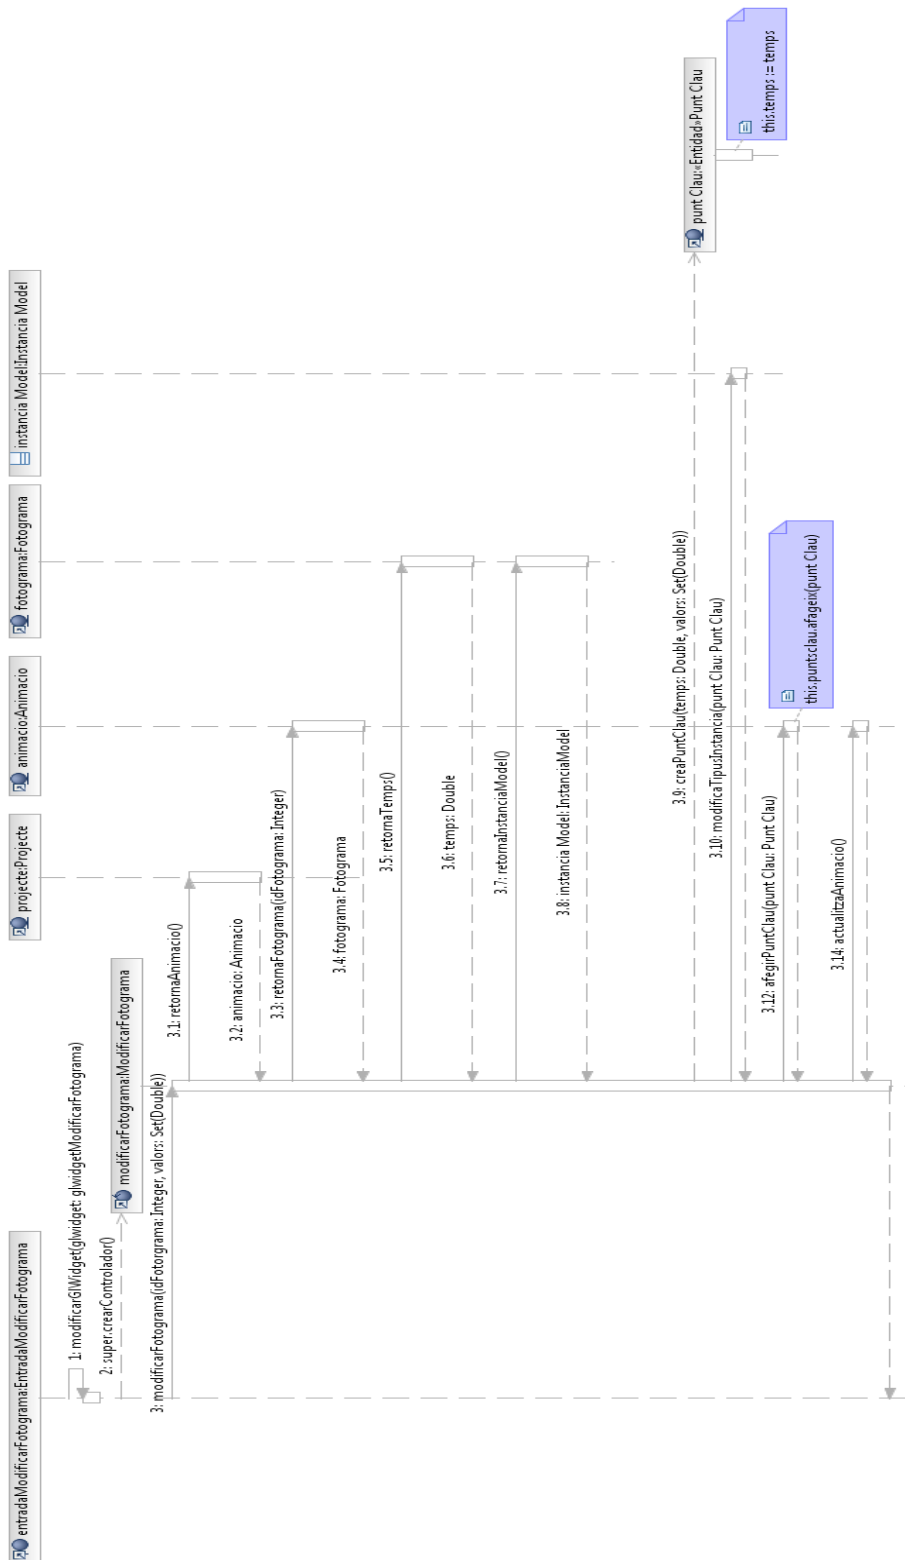 entradaModificarFotograma:EntradaModificarFotograma
modificarFotograma:ModificarFotograma
projecte:Projecte
animacio:Animacio
fotograma:Fotograma
instancia Model:Instancia Model
punt Clau:«Entidad»Punt Clau
1: modificarGlWidget(glwidget: glwidgetModificarFotograma)
2: super.crearControlador()
3: modificarFotograma(idFotorgrama: Integer, valors: Set(Double))
3.1: retornaAnimacio()
3.2: animacio: Animacio
3.3: retornaFotograma(idFotograma: Integer)
3.4: fotograma: Fotograma
3.5: retornaTemps()
3.6: temps: Double
3.7: retornaInstanciaModel()
3.8: instancia Model: InstanciaModel
3.9: creaPuntClau(temps: Double, valors: Set(Double))
this.temps := temps
3.10: modificaTipusInstancia(punt Clau: Punt Clau)
3.12: afegirPuntClau(punt Clau: Punt Clau)
this.puntsclau.afageix(punt Clau)
3.14: actualitzaAnimacio()